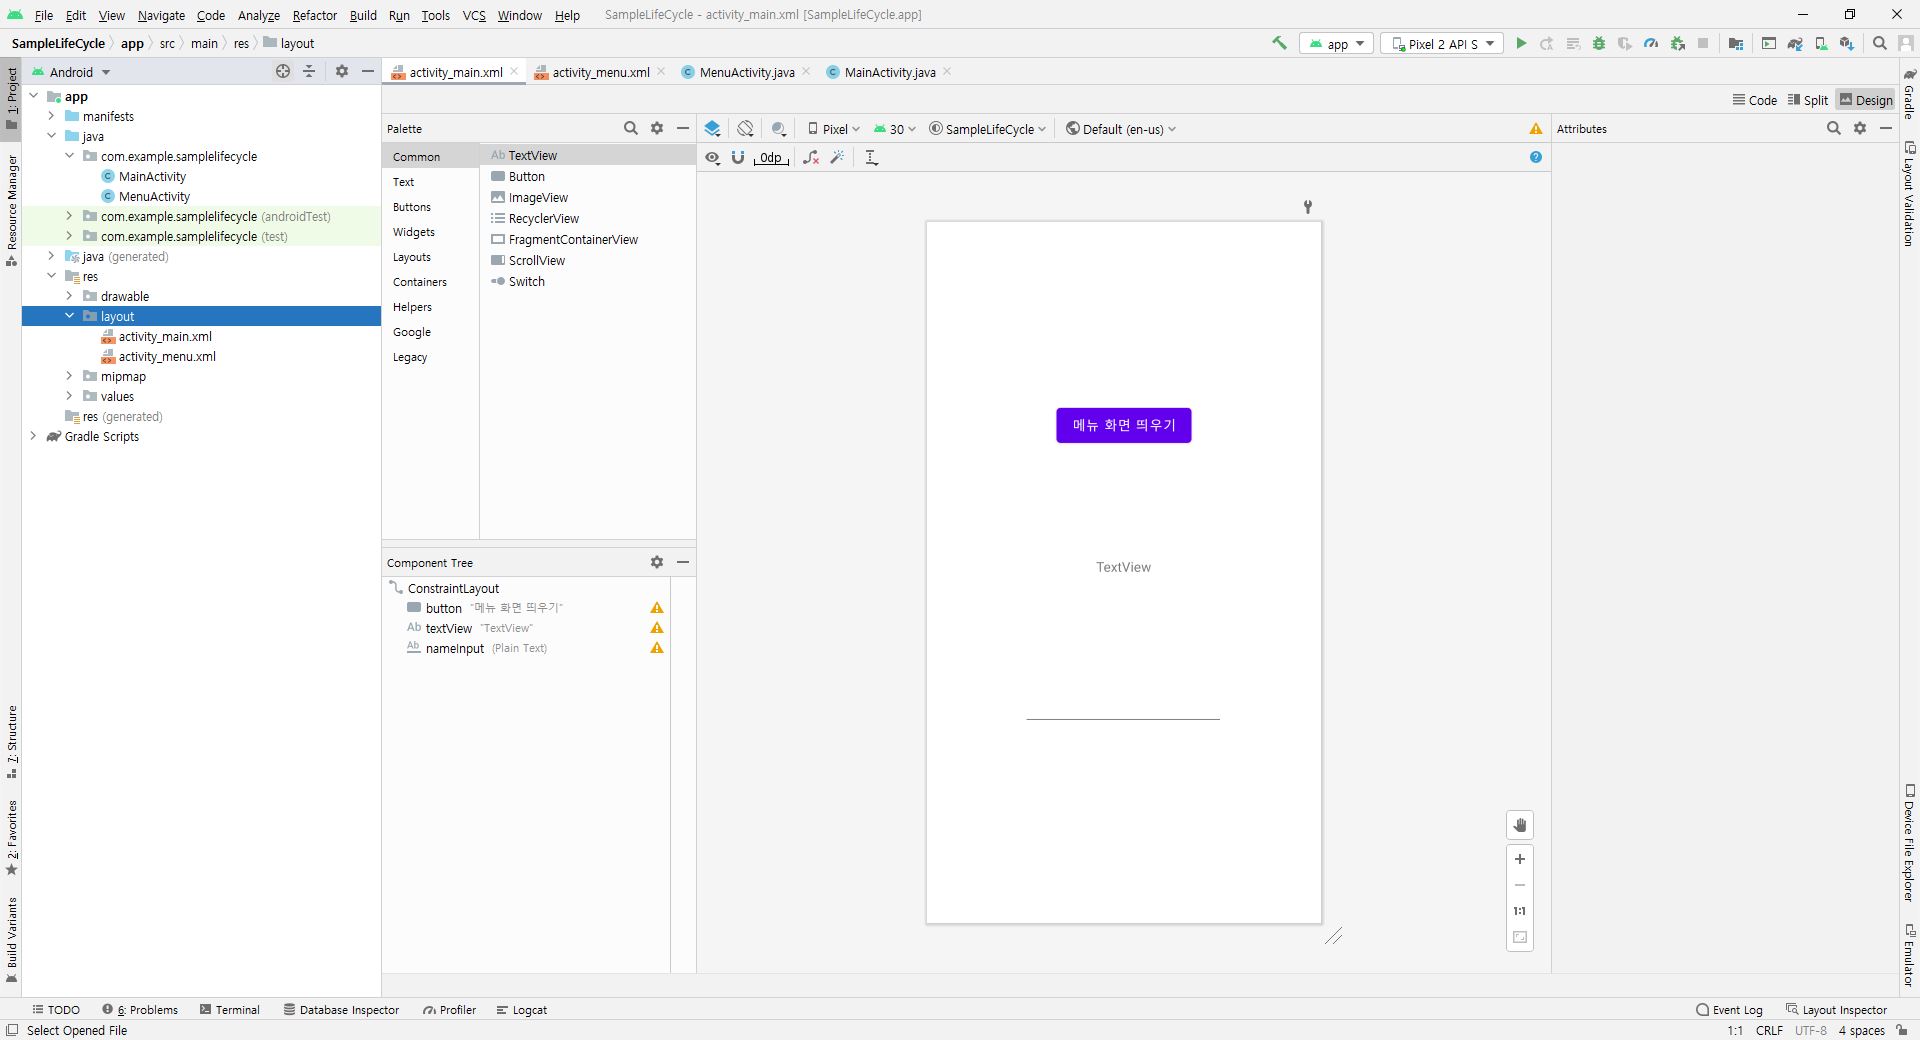 File Edit View Navigate Code Analyze Refactor Build Run Tools VCS Window Help SampleLifeCycle - activity_main.xml [SampleLifeCycle.app]
SampleLifeCycle app src main res layout
app
Pixel 2 API S
Android
activity_main.xml
activity_menu.xml
MenuActivity.java
MainActivity.java
1: Project
Resource Manager
7: Structure
2: Favorites
Build Variants
app
manifests
java
com.example.samplelifecycle
MainActivity
MenuActivity
com.example.samplelifecycle (androidTest)
com.example.samplelifecycle (test)
java (generated)
res
drawable
layout
activity_main.xml
activity_menu.xml
mipmap
values
res (generated)
Gradle Scripts
Code Split Design
Palette
Common
Text
Buttons
Widgets
Layouts
Containers
Helpers
Google
Legacy
Ab TextView
Button
ImageView
RecyclerView
FragmentContainerView
ScrollView
Switch
Component Tree
ConstraintLayout
button "메뉴 화면 띄우기"
Ab textView "TextView"
Ab nameInput (Plain Text)
Pixel 30 SampleLifeCycle Default (en-us)
0dp
메뉴 화면 띄우기
TextView
1:1
Attributes
Gradle
Layout Validation
Device File Explorer
Emulator
TODO 6: Problems Terminal Database Inspector Profiler Logcat
Event Log Layout Inspector
Select Opened File
1:1 CRLF UTF-8 4 spaces